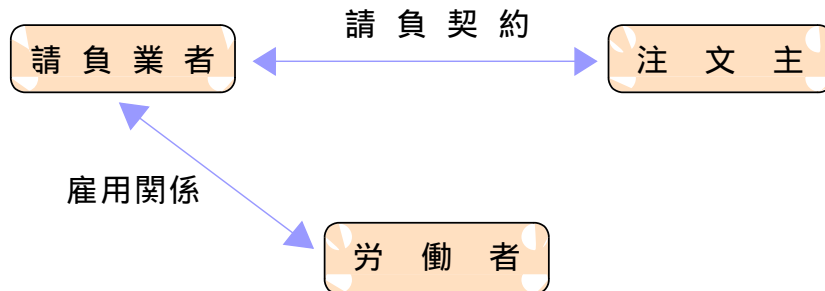 請負契約
請負業者
注文主
雇用関係
労働者